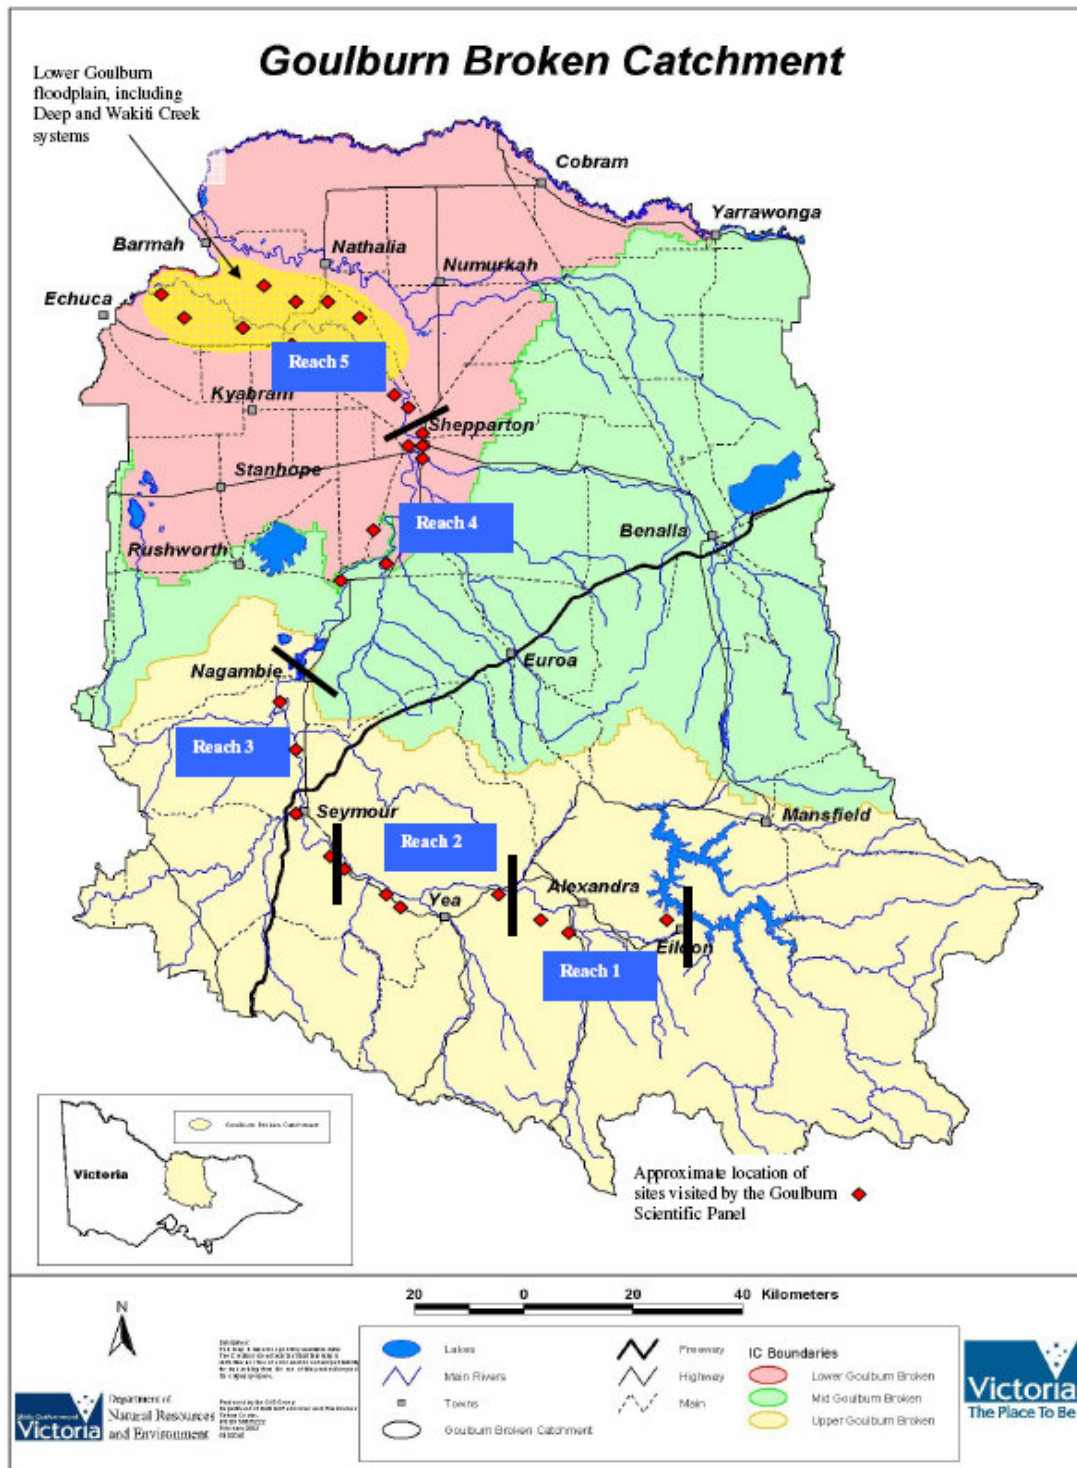 Goulburn Broken Catchment
Lower Goulburn
floodplain, including
Deep and Wakiti Creek
systems
Cobram
Yarrawonga
Barmah
Nathalia
Numurkah
Echuca
Reach 5
Kyabram
Shepparton
Stanhope
Reach 4
Benalla
Rushworth
Euroa
Nagambie
Reach 3
Seymour
Mansfield
Reach 2
Alexandra
Yea
Eildon
Reach 1
Goulburn Broken Catchment
Victoria
Approximate location of
sites visited by the Goulburn
Scientific Panel
20 0 20 40 Kilometers
N
Lakes
Main Rivers
Towns
Goulburn Broken Catchment
Freeway
Highway
Main
IC Boundaries
Lower Goulburn Broken
Mid Goulburn Broken
Upper Goulburn Broken
Victoria
Department of
Natural Resources
and Environment
Victoria
The Place To Be